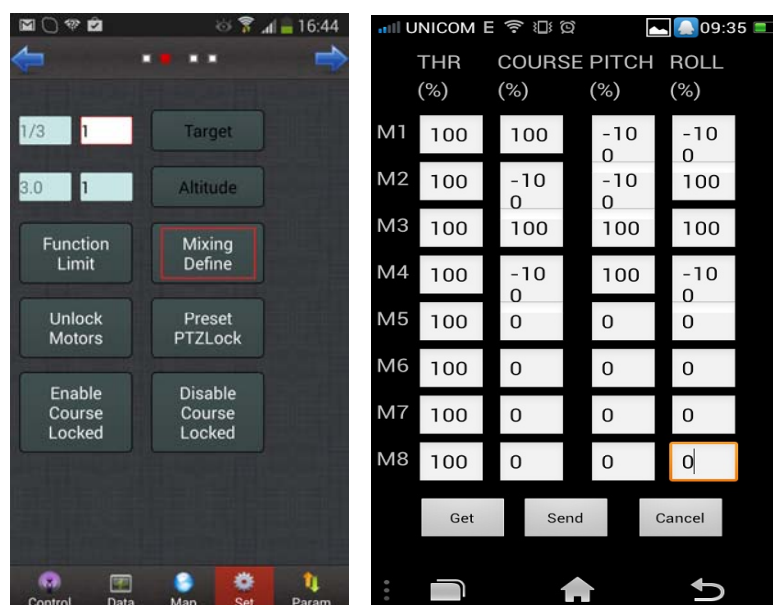 16:44
1/3 1 Target
3.0 1 Altitude
Function
Limit
Mixing
Define
Unlock
Motors
Preset
PTZLock
Enable
Course
Locked
Disable
Course
Locked
Control Data Map Set Param
UNICOM E 09:35
THR COURSE PITCH ROLL
(%) (%) (%) (%)
M1 100 100 -100 -100
M2 100 -100 -100 100
M3 100 100 100 100
M4 100 -100 100 -100
M5 100 0 0 0
M6 100 0 0 0
M7 100 0 0 0
M8 100 0 0 0
Get Send Cancel